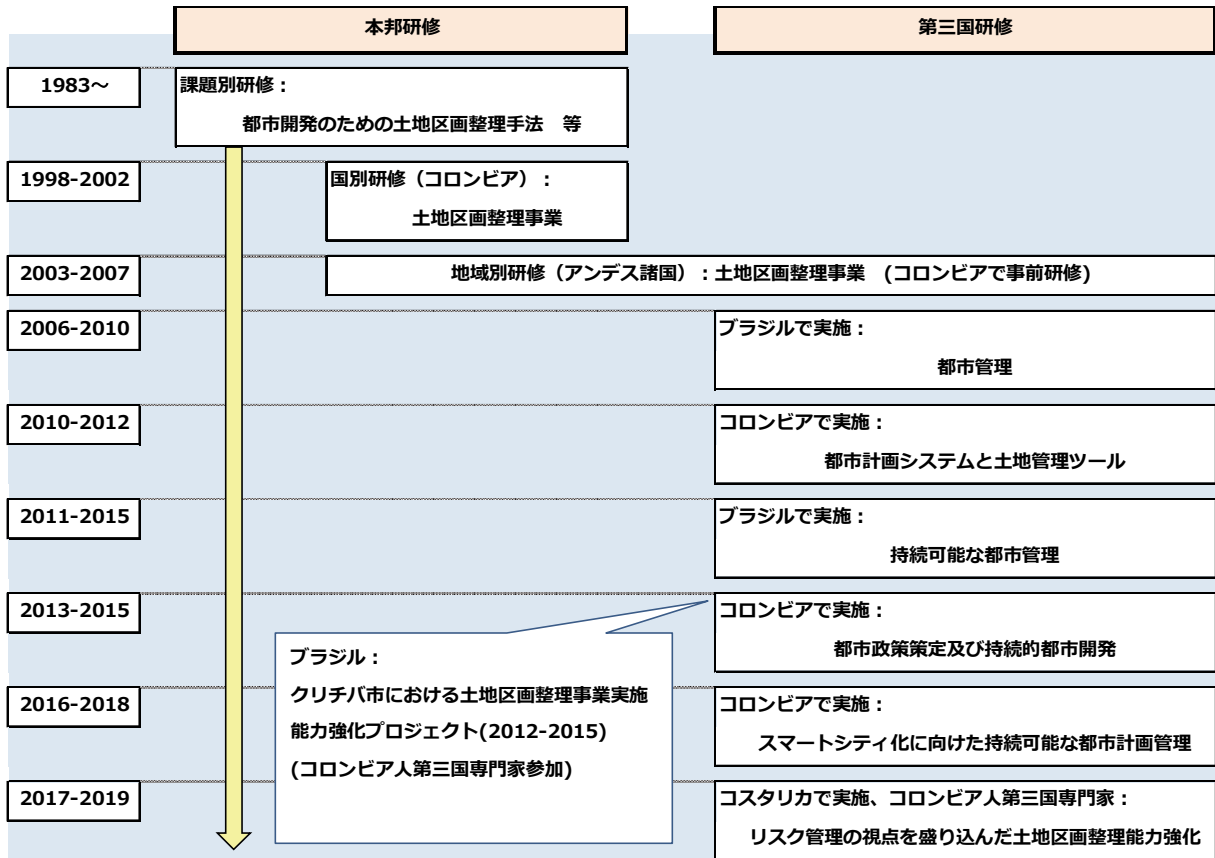 本邦研修
第三国研修
1983～
課題別研修：
都市開発のための土地区画整理手法　等
1998-2002
国別研修（コロンビア）：
土地区画整理事業
2003-2007
地域別研修（アンデス諸国）：土地区画整理事業　(コロンビアで事前研修)
2006-2010
ブラジルで実施：
都市管理
2010-2012
コロンビアで実施：
都市計画システムと土地管理ツール
2011-2015
ブラジルで実施：
持続可能な都市管理
2013-2015
コロンビアで実施：
都市政策策定及び持続的都市開発
ブラジル：
クリチバ市における土地区画整理事業実施
能力強化プロジェクト(2012-2015)
(コロンビア人第三国専門家参加)
2016-2018
コロンビアで実施：
スマートシティ化に向けた持続可能な都市計画管理
2017-2019
コスタリカで実施、コロンビア人第三国専門家：
リスク管理の視点を盛り込んだ土地区画整理能力強化